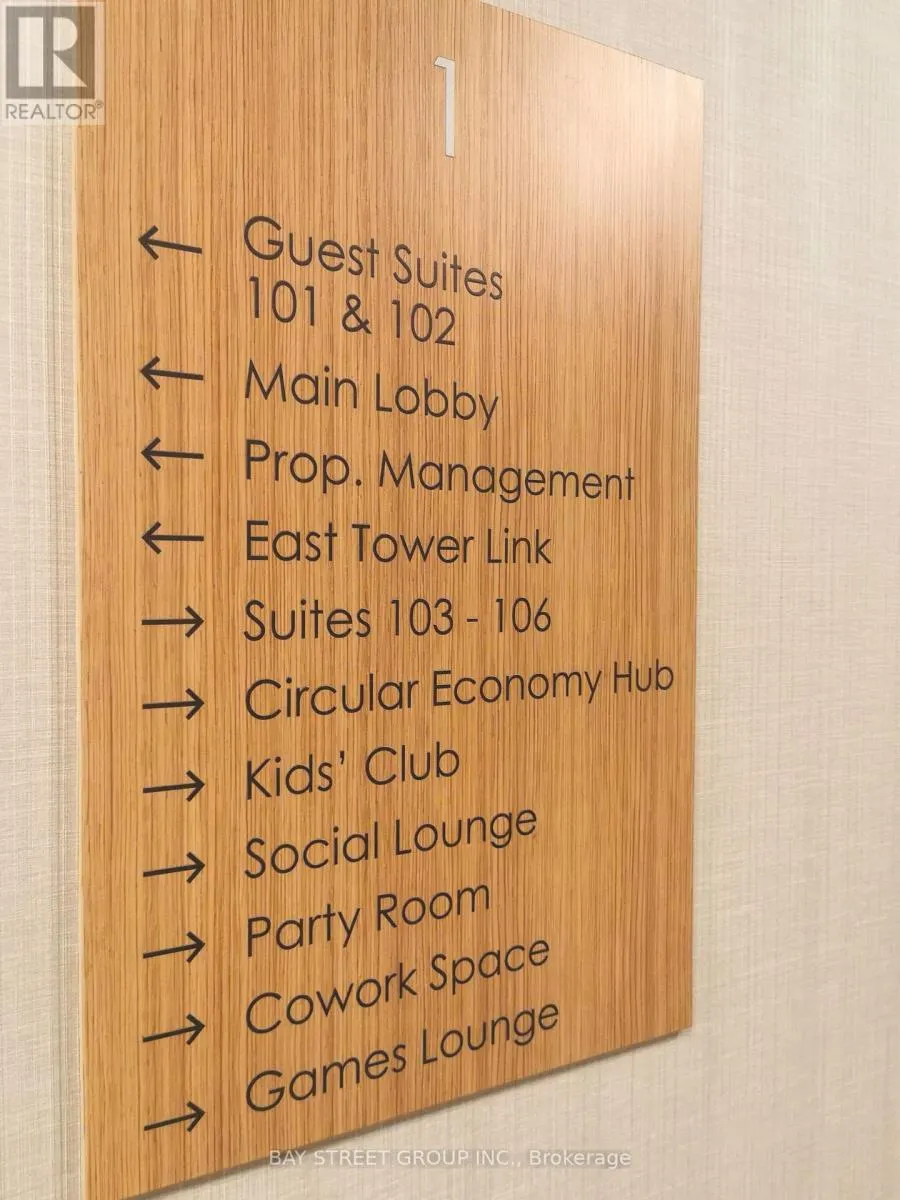 R
REALTOR®
1
← Guest Suites
101 & 102
← Main Lobby
← Prop. Management
← East Tower Link
→ Suites 103 - 106
→ Circular Economy Hub
→ Kids’ Club
→ Social Lounge
→ Party Room
→ Cowork Space
→ Games Lounge
BAY STREET GROUP INC., Brokerage